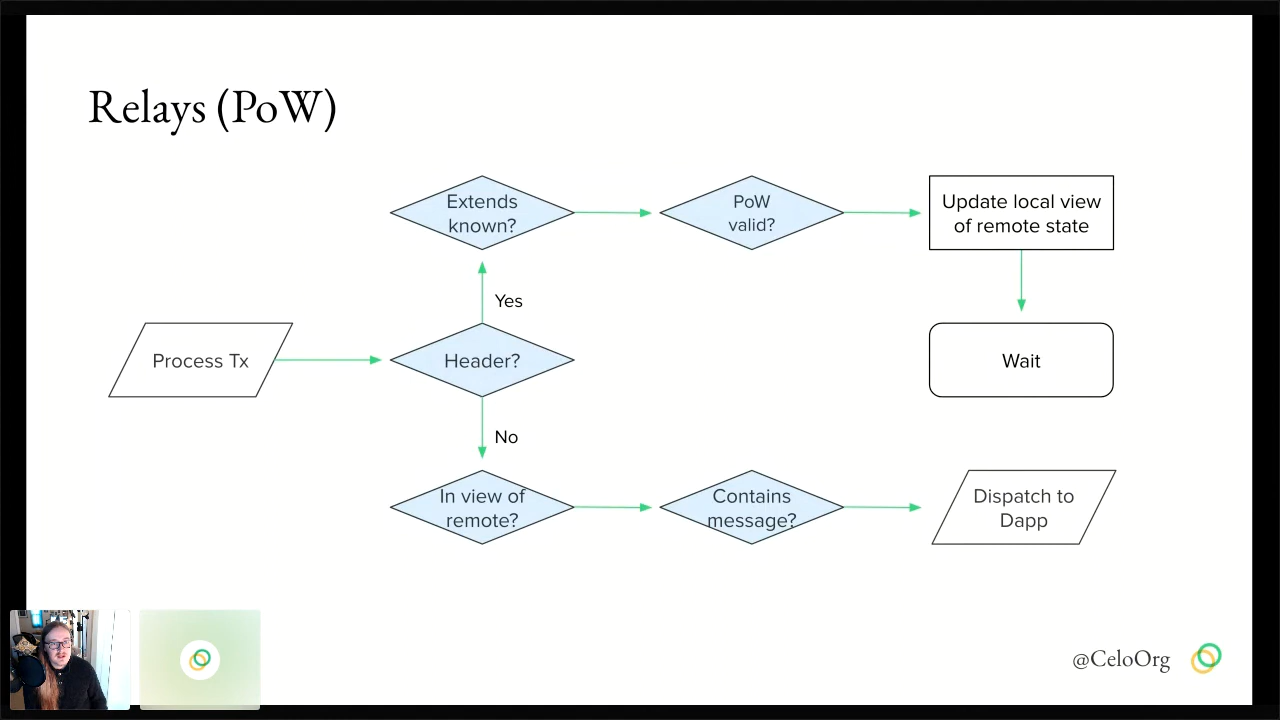 Relays (PoW)
Extends
known?
PoW
valid?
Update local view
of remote state
Yes
Process Tx
Header?
Wait
No
In view of
remote?
Contains
message?
Dispatch to
Dapp
@CeloOrg